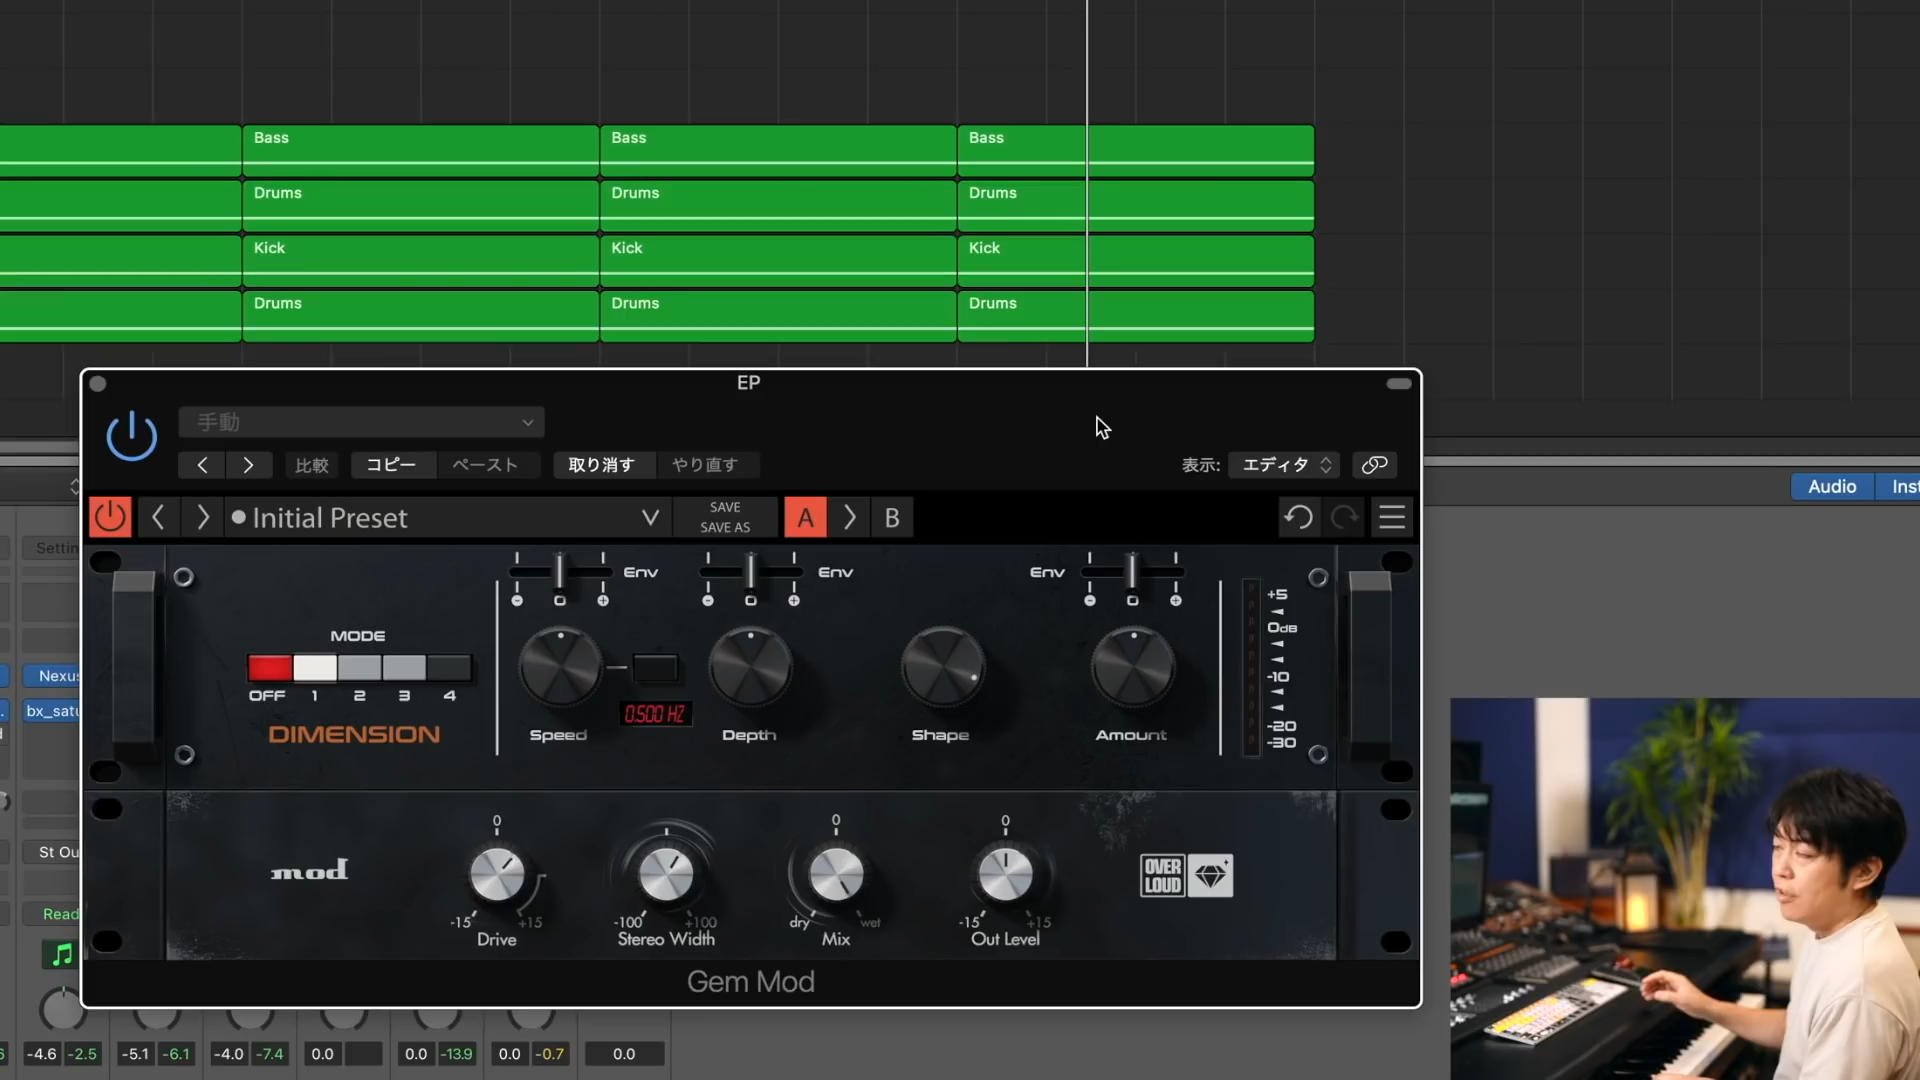 Bass Bass Bass
Drums Drums Drums
Kick Kick Kick
Drums Drums Drums
EP
手動
比較 コピー ペースト 取り消す やり直す 表示: エディタ
Audio
Initial Preset SAVE A B
SAVE AS
Env Env Env
+5
0dB
-10
-20
-30
MODE
OFF 1 2 3 4
DIMENSION
0.500 HZ
Speed Depth Shape Amount
Nexus
mod
0 0 0
-15 +15 -100 +100 dry wet -15 +15
Drive Stereo Width Mix Out Level
OVER
LOUD
Read
Gem Mod
-4.6 -2.5 -5.1 -6.1 -4.0 -7.4 0.0 0.0 -13.9 0.0 -0.7 0.0